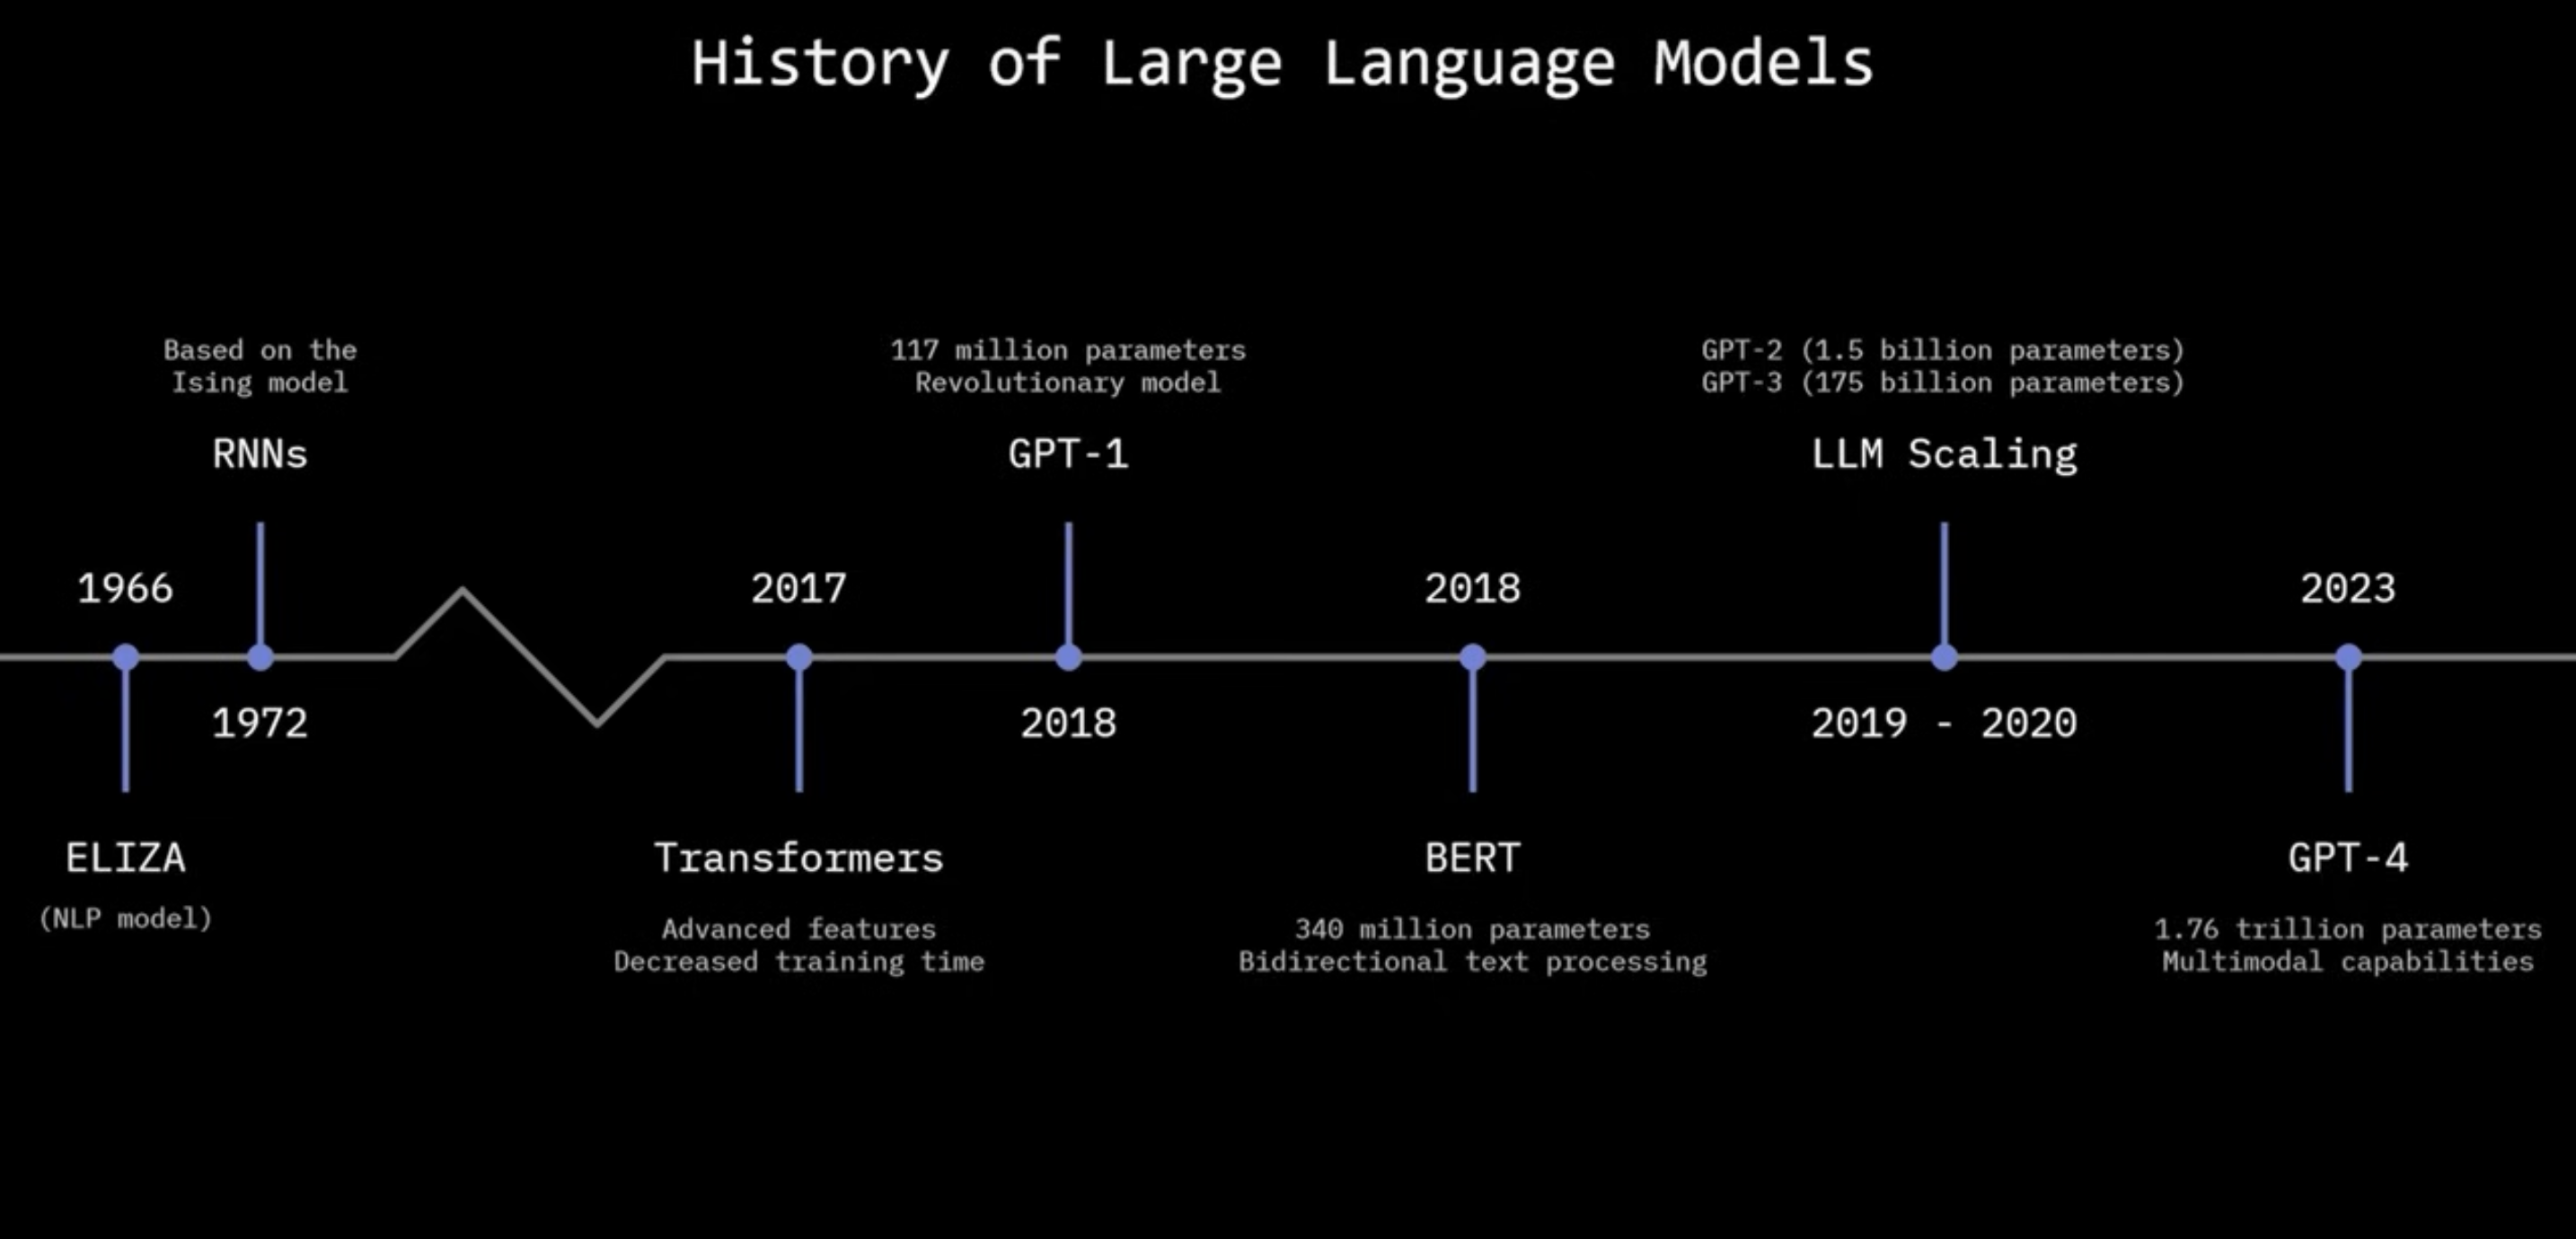 History of Large Language Models
Based on the
Ising model
RNNs
1966
1972
ELIZA
(NLP model)
2017
Transformers
Advanced features
Decreased training time
117 million parameters
Revolutionary model
GPT-1
2018
2018
BERT
340 million parameters
Bidirectional text processing
GPT-2 (1.5 billion parameters)
GPT-3 (175 billion parameters)
LLM Scaling
2019 - 2020
2023
GPT-4
1.76 trillion parameters
Multimodal capabilities